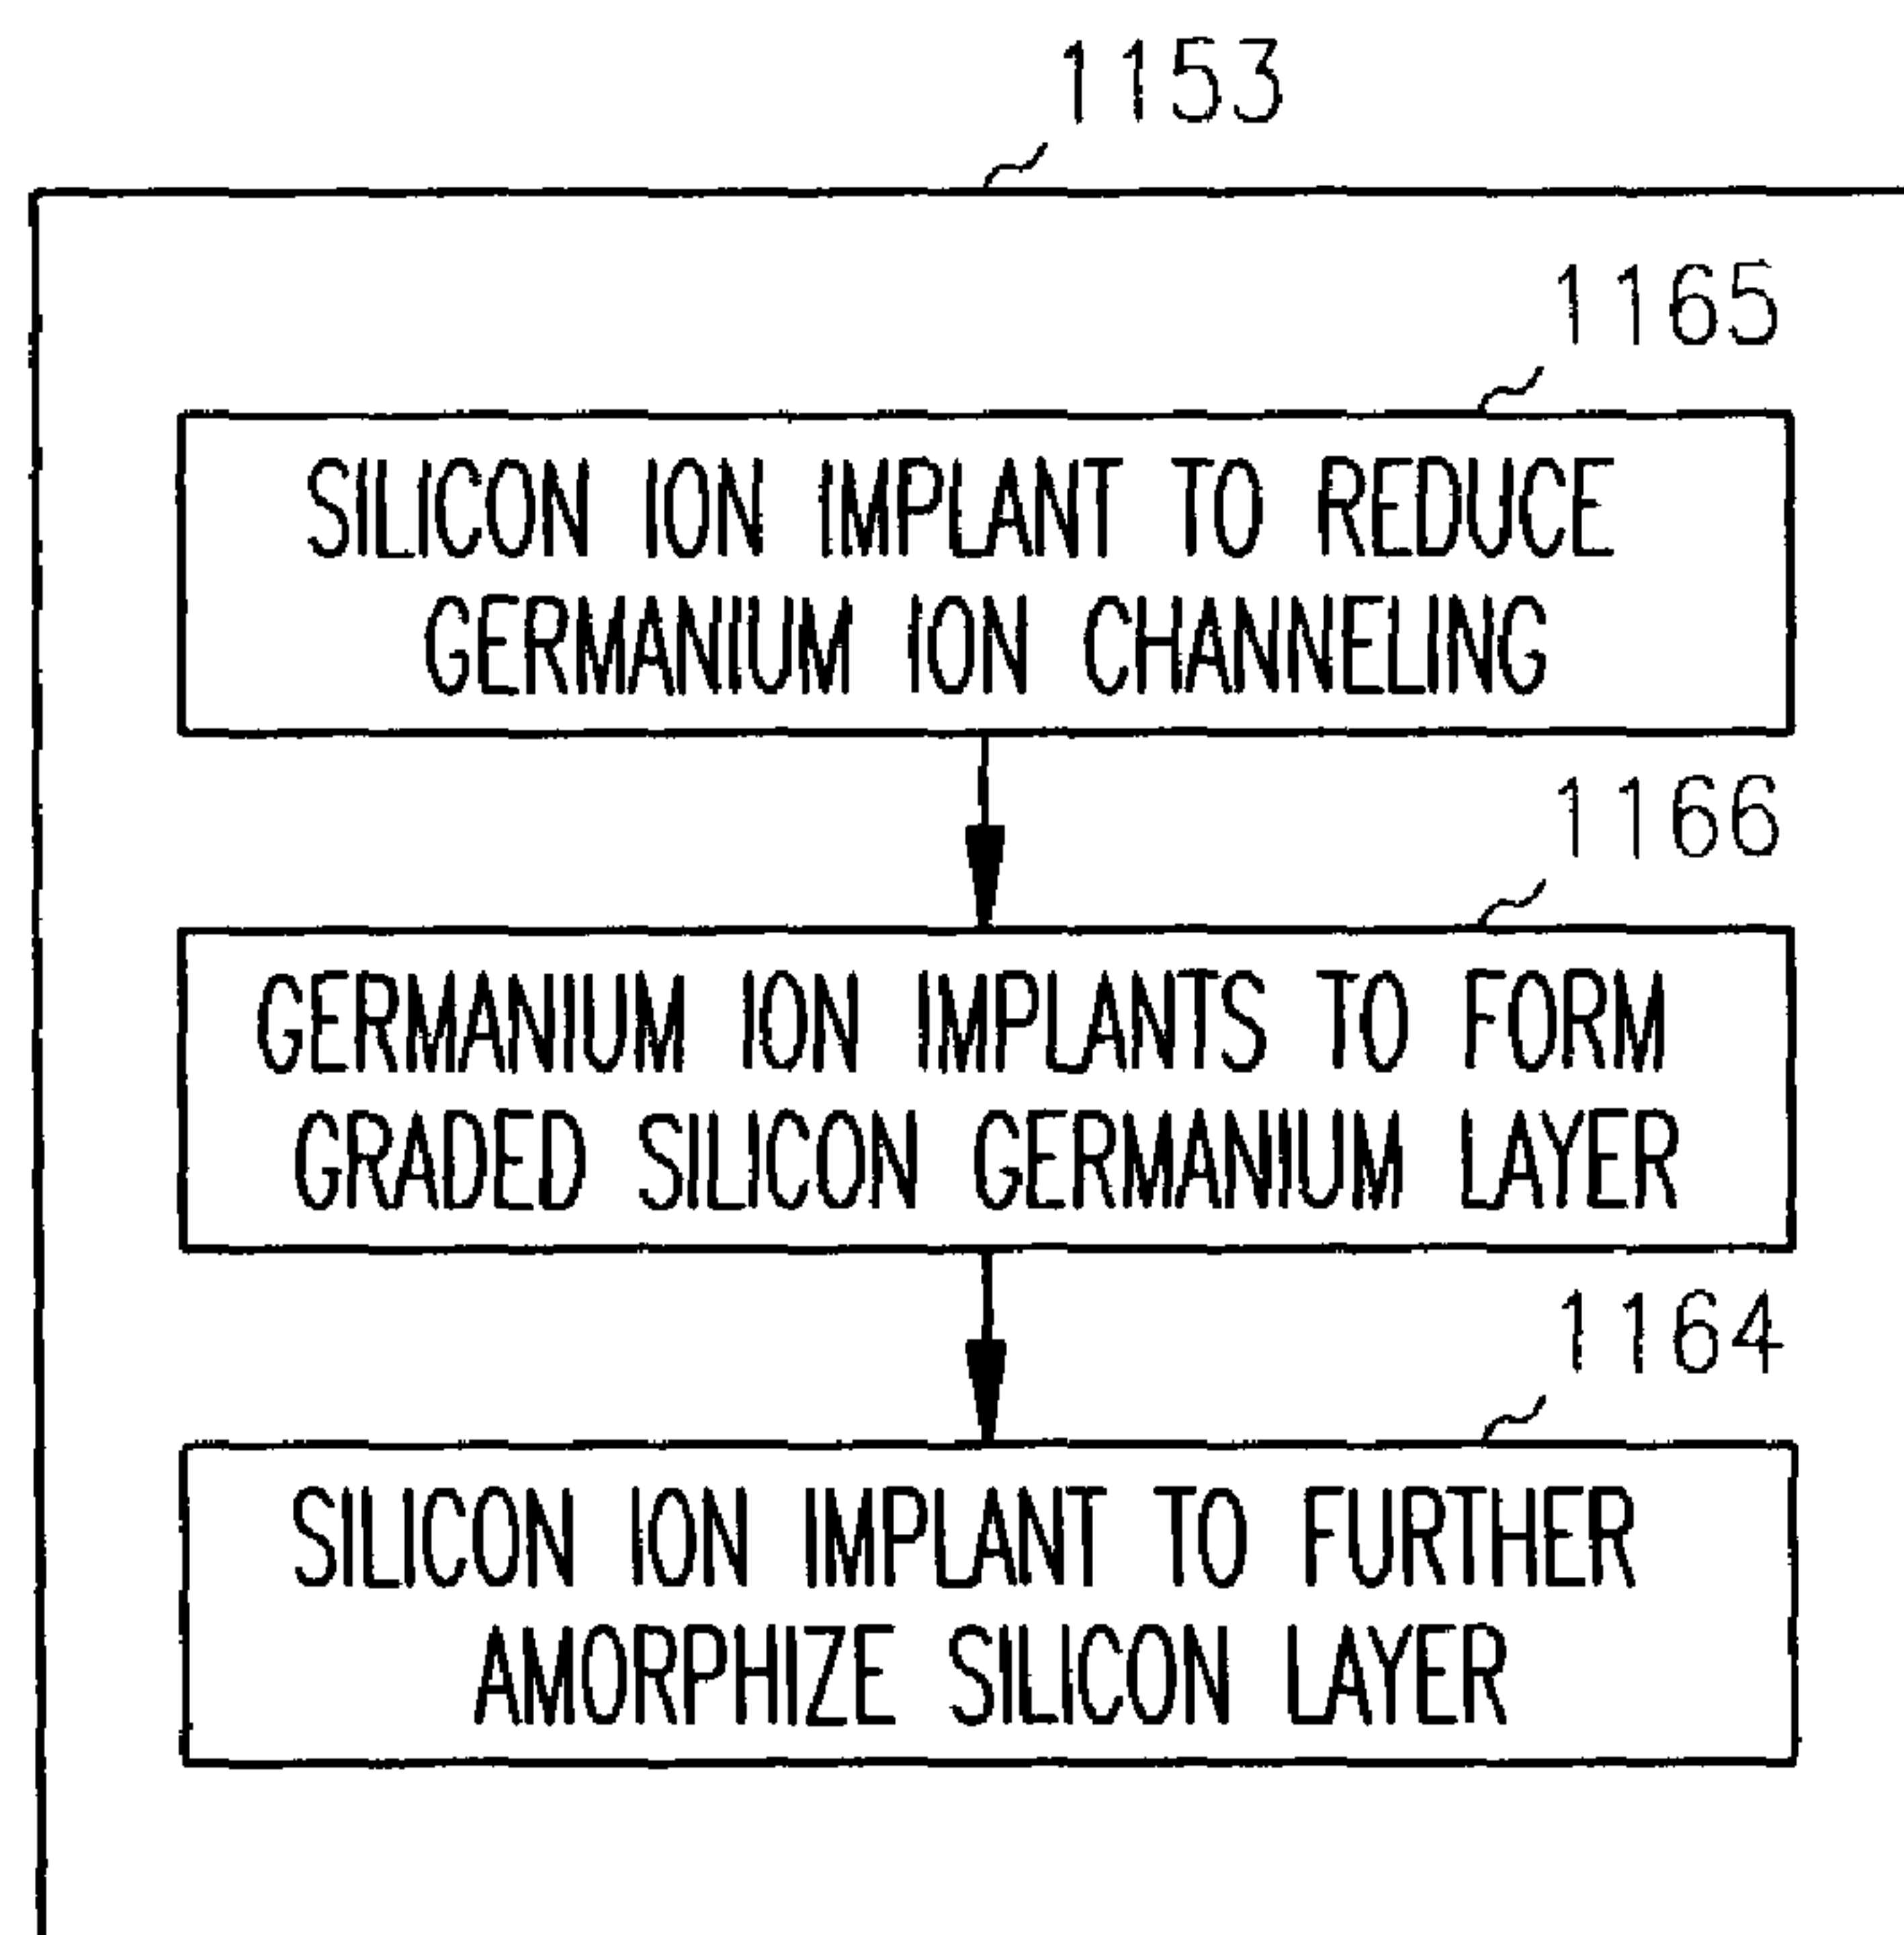 1153
1165
SILICON ION IMPLANT TO REDUCE
GERMANIUM ION CHANNELING
1166
GERMANIUM ION IMPLANTS TO FORM
GRADED SILICON GERMANIUM LAYER
1164
SILICON ION IMPLANT TO FURTHER
AMORPHIZE SILICON LAYER